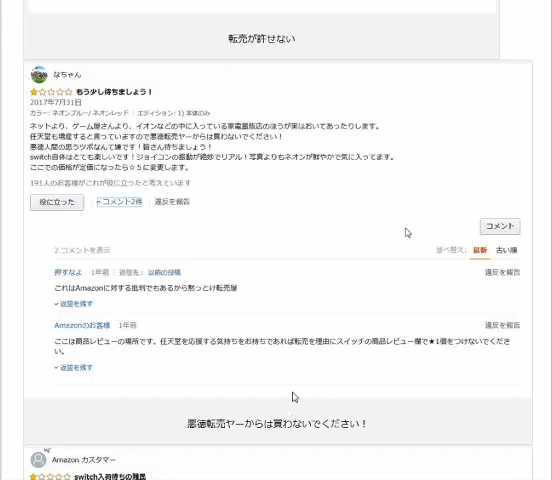 転売が許せない
なちゃん
もう少し待ちましょう！
2017年7月31日
カラー: ネオンブルー/ネオンレッド | エディション: 1) 本体のみ
ネットより、ゲーム屋さんより、イオンなどの中に入っている家電量販店のほうが実はおいてあったりします。
任天堂も増産すると言っていますので悪徳転売ヤーからは買わないでください！
悪徳人間の思うツボなんて嫌です！皆さん待ちましょう！
switch自体はとても楽しいです！ジョイコンの振動が絶妙でリアル！写真よりもネオンが鮮やかで気に入ってます。
ここでの価格が定価になったら☆５に変更します。
191人のお客様がこれが役に立ったと考えています
役に立った コメント2件 違反を報告
コメント
2 コメントを表示 並べ替え: 最新 古い順
押すなよ 1年前 | 返信先: 以前の投稿 違反を報告
これはAmazonに対する批判でもあるから黙っとけ転売屋
返答を残す
Amazonのお客様 1年前 違反を報告
ここは商品レビューの場所です。任天堂を応援する気持ちをお持ちであれば転売を理由にスイッチの商品レビュー欄で★1個をつけないでくださ
い。
返答を残す
悪徳転売ヤーからは買わないでください！
Amazon カスタマー
switch入荷待ちの難民